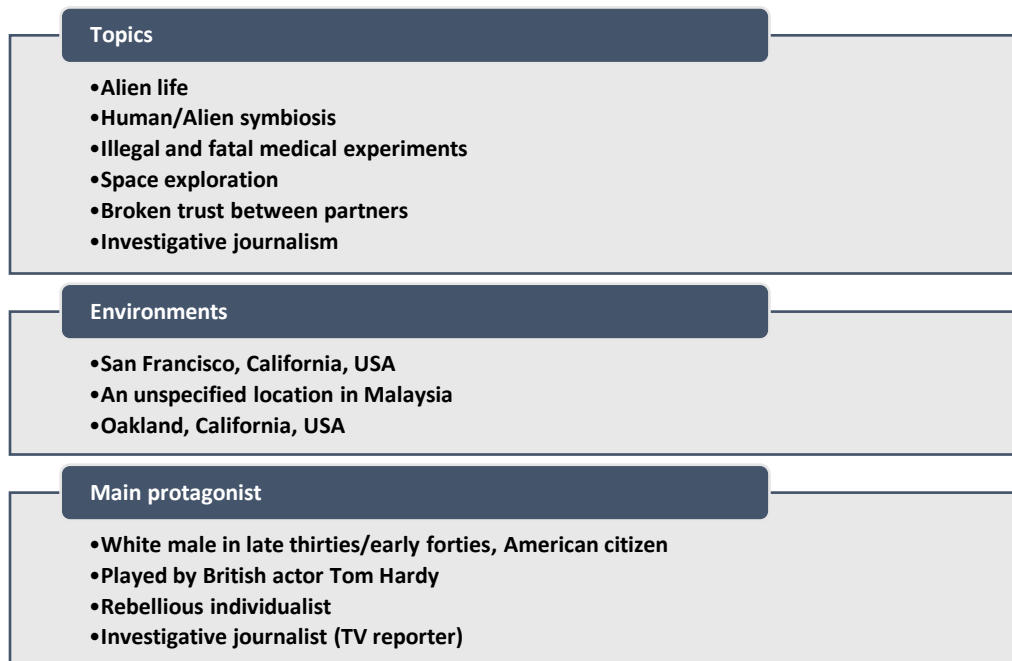 Topics
•Alien life
•Human/Alien symbiosis
•Illegal and fatal medical experiments
•Space exploration
•Broken trust between partners
•Investigative journalism
Environments
•San Francisco, California, USA
•An unspecified location in Malaysia
•Oakland, California, USA
Main protagonist
•White male in late thirties/early forties, American citizen
•Played by British actor Tom Hardy
•Rebellious individualist
•Investigative journalist (TV reporter)